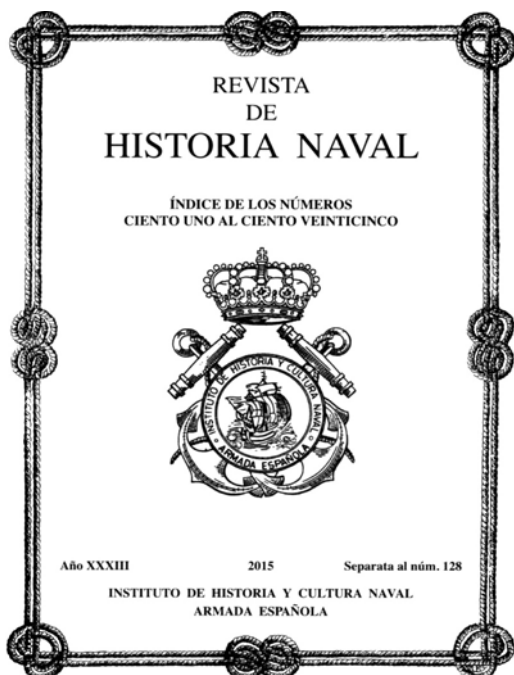 REVISTA
DE
HISTORIA NAVAL
ÍNDICE DE LOS NÚMEROS
CIENTO UNO AL CIENTO VEINTICINCO
INSTITUTO DE HISTORIA Y CULTURA NAVAL
ARMADA ESPAÑOLA
Año XXXIII 2015 Separata al núm. 128
INSTITUTO DE HISTORIA Y CULTURA NAVAL
ARMADA ESPAÑOLA